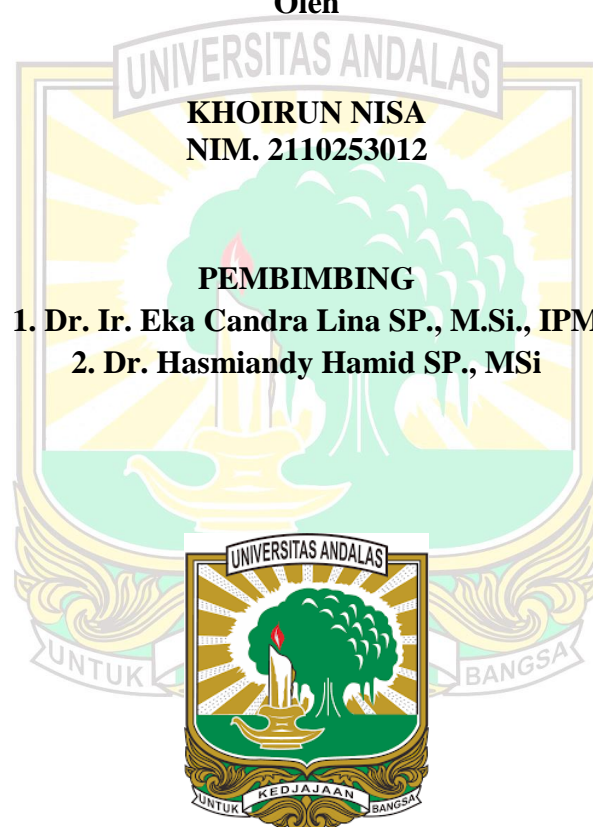 Oleh
UNIVERSITAS ANDALAS
KHOIRUN NISA
NIM. 2110253012
PEMBIMBING
1. Dr. Ir. Eka Candra Lina SP., M.Si., IPM
2. Dr. Hasmiandy Hamid SP., MSi
UNIVERSITAS ANDALAS
UNTUK BANGSA
UNTUK KEDJAJAAN BANGSA